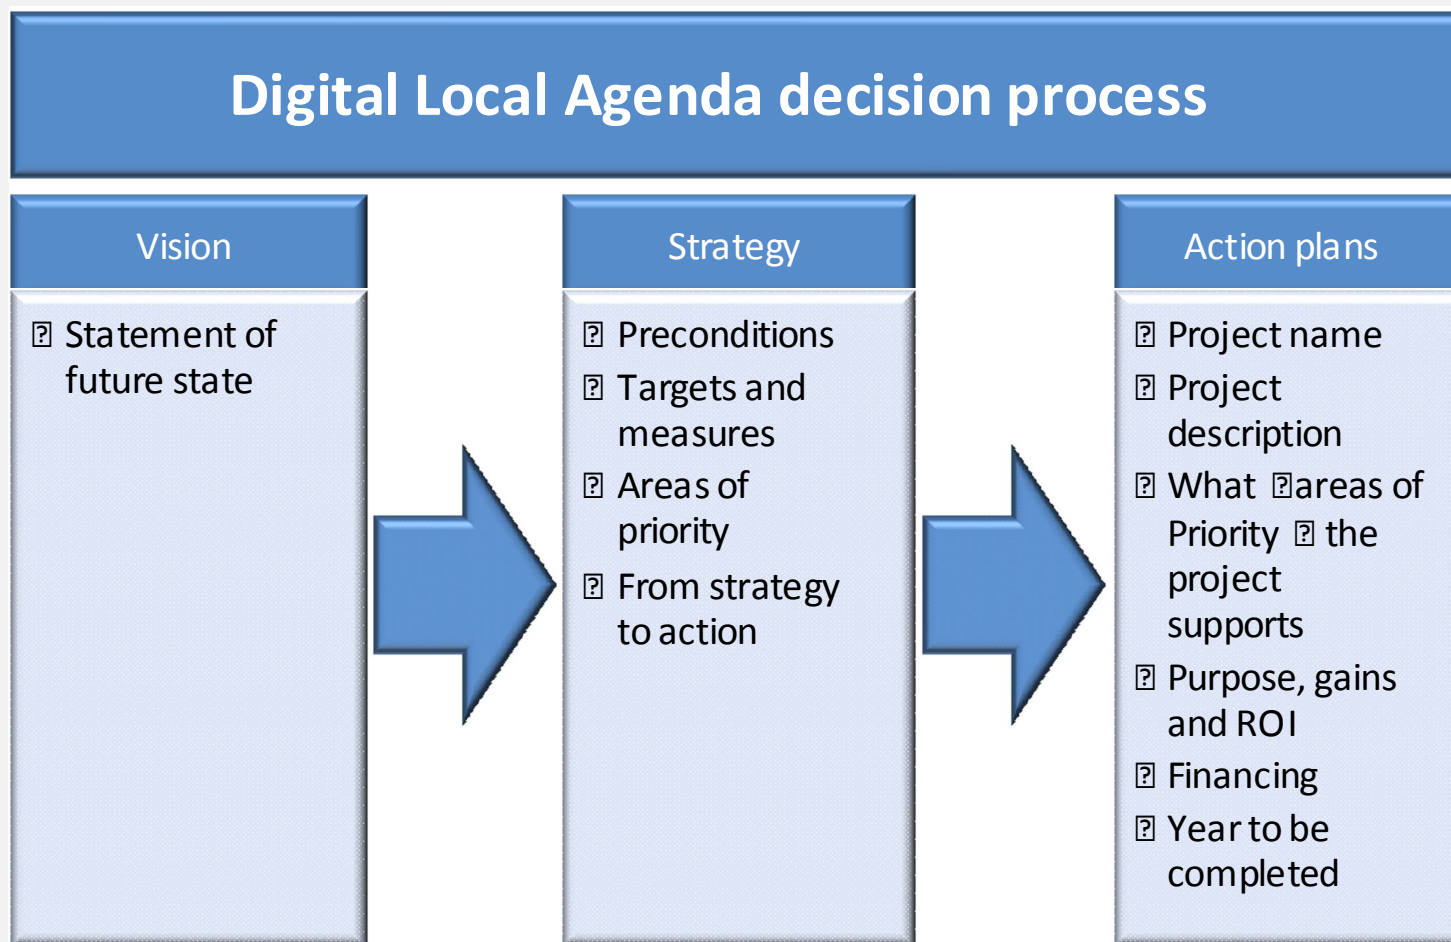 Digital Local Agenda decision process
Vision
⍰ Statement of
future state
Strategy
⍰ Preconditions
⍰ Targets and
measures
⍰ Areas of
priority
⍰ From strategy
to action
Action plans
⍰ Project name
⍰ Project
description
⍰ What ⍰areas of
Priority ⍰ the
project
supports
⍰ Purpose, gains
and ROI
⍰ Financing
⍰ Year to be
completed